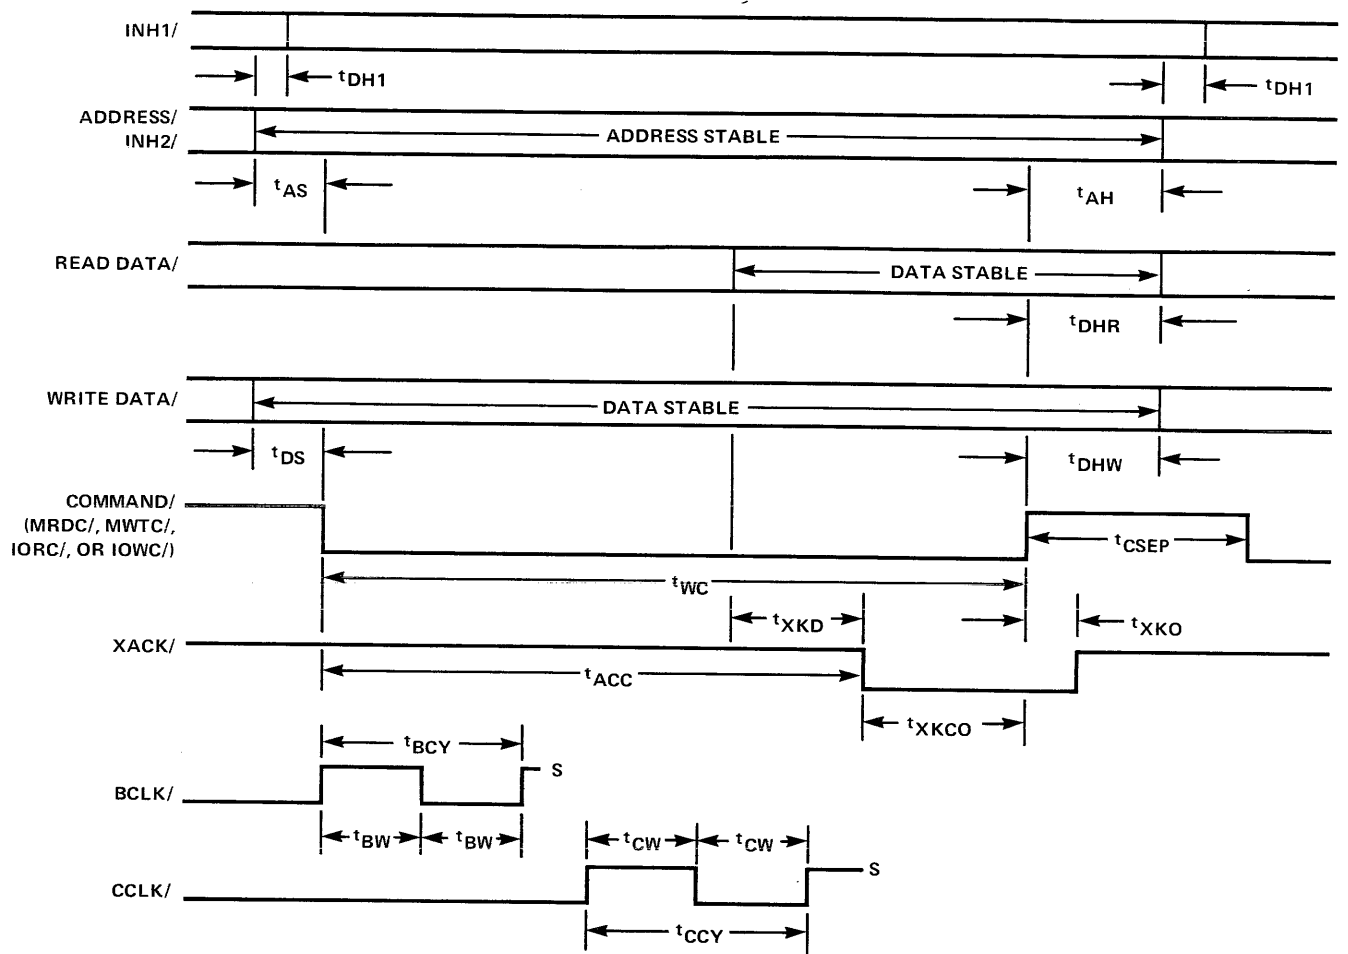 INH1/
tDH1 tDH1
ADDRESS/
INH2/
ADDRESS STABLE
tAS tAH
READ DATA/ DATA STABLE
tDHR
WRITE DATA/ DATA STABLE
tDS tDHW
COMMAND/
(MRDC/, MWTC/,
IORC/, OR IOWC/)
tCSEP
tWC
tXKD tXKO
XACK/
tACC
tXKCO
tBCY
BCLK/ S
tBW tBW
tCW tCW
CCLK/ S
tCCY